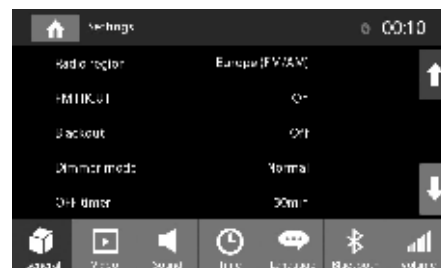 Settings 00:10
Radio region Europe (FM/AM)
Blackout Off
Dimmer mode Normal
OFF timer
General Video Sound Time Language Bluetooth Volume